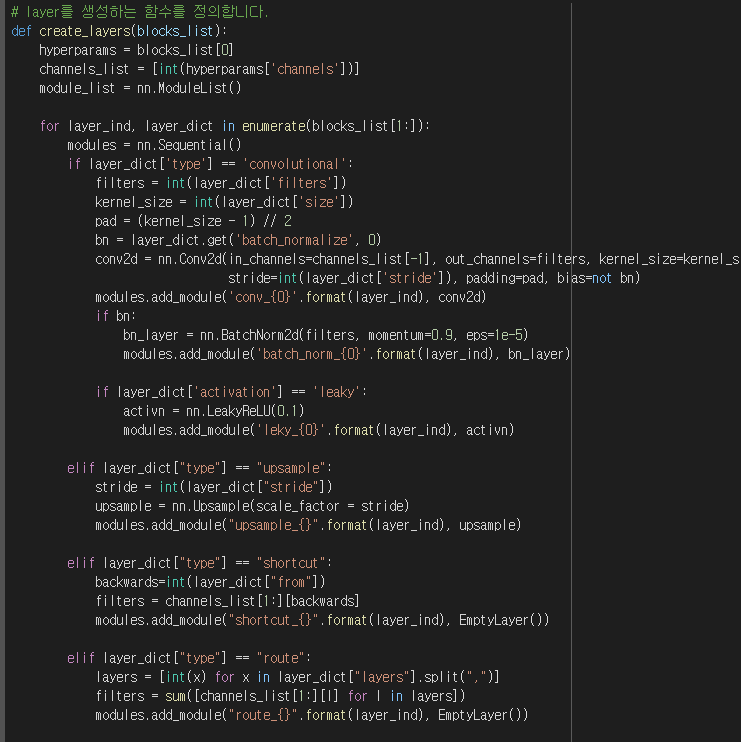 # layer를 생성하는 함수를 정의합니다.
def create_layers(blocks_list):
    hyperparams = blocks_list[0]
    channels_list = [int(hyperparams['channels'])]
    module_list = nn.ModuleList()

    for layer_ind, layer_dict in enumerate(blocks_list[1:]):
        modules = nn.Sequential()
        if layer_dict['type'] == 'convolutional':
            filters = int(layer_dict['filters'])
            kernel_size = int(layer_dict['size'])
            pad = (kernel_size - 1) // 2
            bn = layer_dict.get('batch_normalize', 0)
            conv2d = nn.Conv2d(in_channels=channels_list[-1], out_channels=filters, kernel_size=kernel_s
                               stride=int(layer_dict['stride']), padding=pad, bias=not bn)
            modules.add_module('conv_{0}'.format(layer_ind), conv2d)
            if bn:
                bn_layer = nn.BatchNorm2d(filters, momentum=0.9, eps=1e-5)
                modules.add_module('batch_norm_{0}'.format(layer_ind), bn_layer)

            if layer_dict['activation'] == 'leaky':
                activn = nn.LeakyReLU(0.1)
                modules.add_module('leky_{0}'.format(layer_ind), activn)

        elif layer_dict["type"] == "upsample":
            stride = int(layer_dict["stride"])
            upsample = nn.Upsample(scale_factor = stride)
            modules.add_module("upsample_{}".format(layer_ind), upsample)

        elif layer_dict["type"] == "shortcut":
            backwards=int(layer_dict["from"])
            filters = channels_list[1:][backwards]
            modules.add_module("shortcut_{}".format(layer_ind), EmptyLayer())

        elif layer_dict["type"] == "route":
            layers = [int(x) for x in layer_dict["layers"].split(",")]
            filters = sum([channels_list[1:][l] for l in layers])
            modules.add_module("route_{}".format(layer_ind), EmptyLayer())